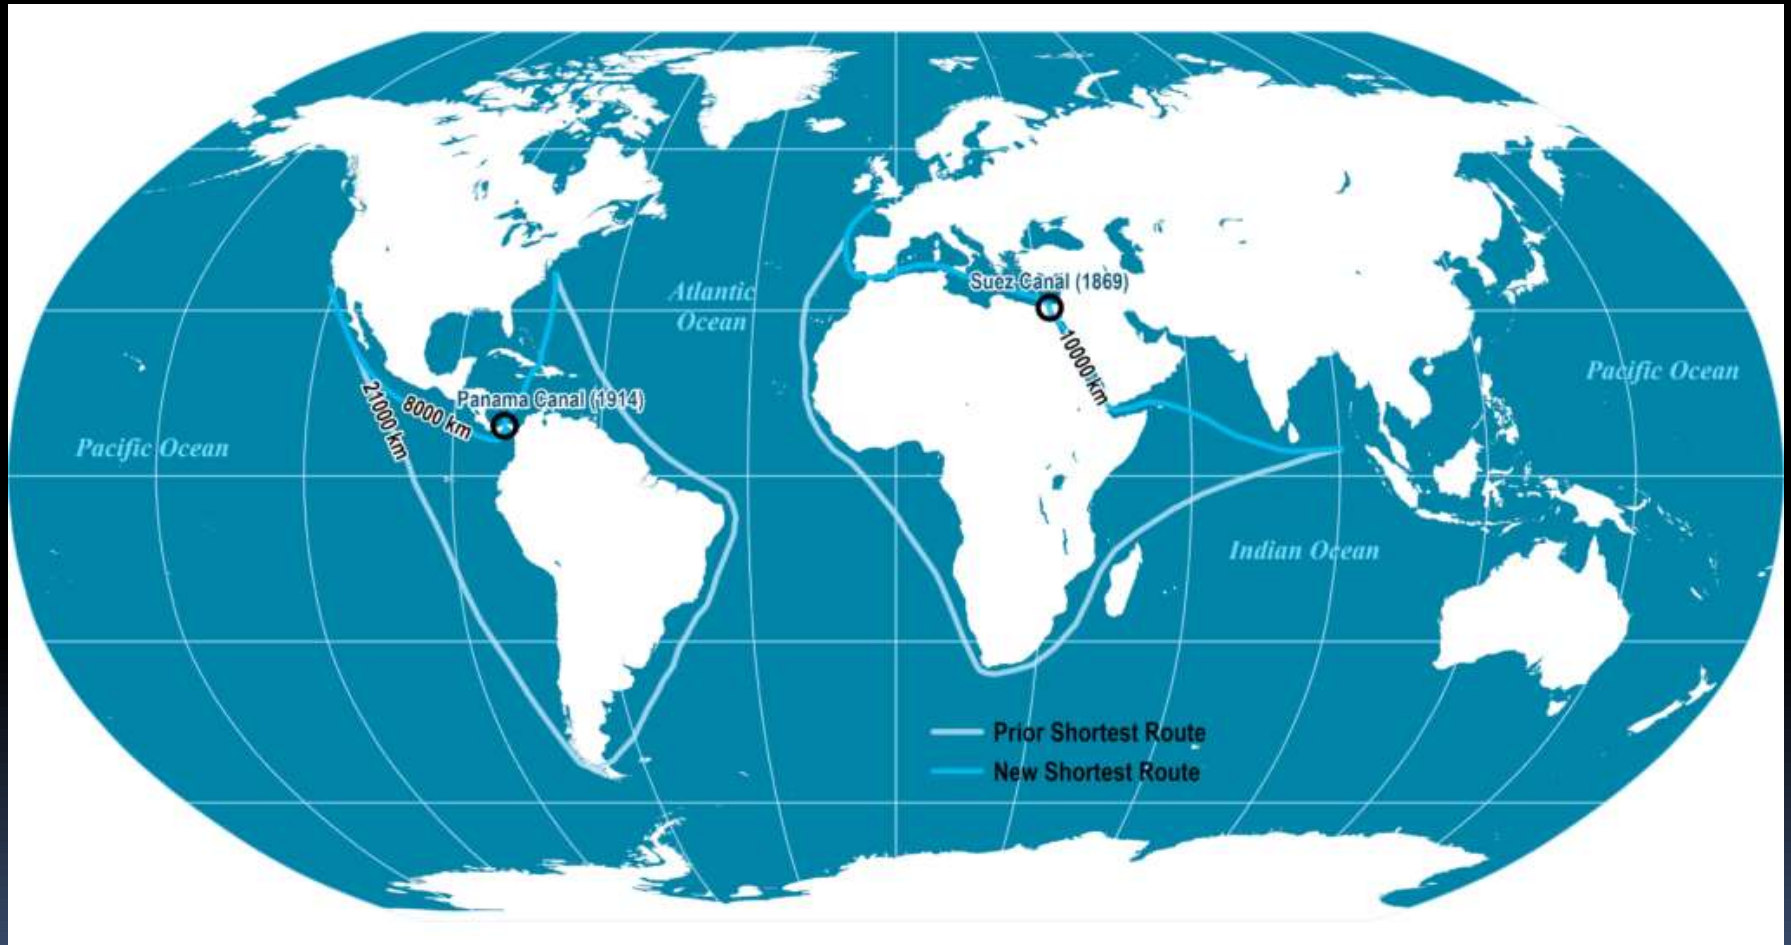 Atlantic
Ocean
Suez Canal (1869)
10000 km
Pacific Ocean
Panama Canal (1914)
21000 km
8000 km
Pacific Ocean
Indian Ocean
Prior Shortest Route
New Shortest Route